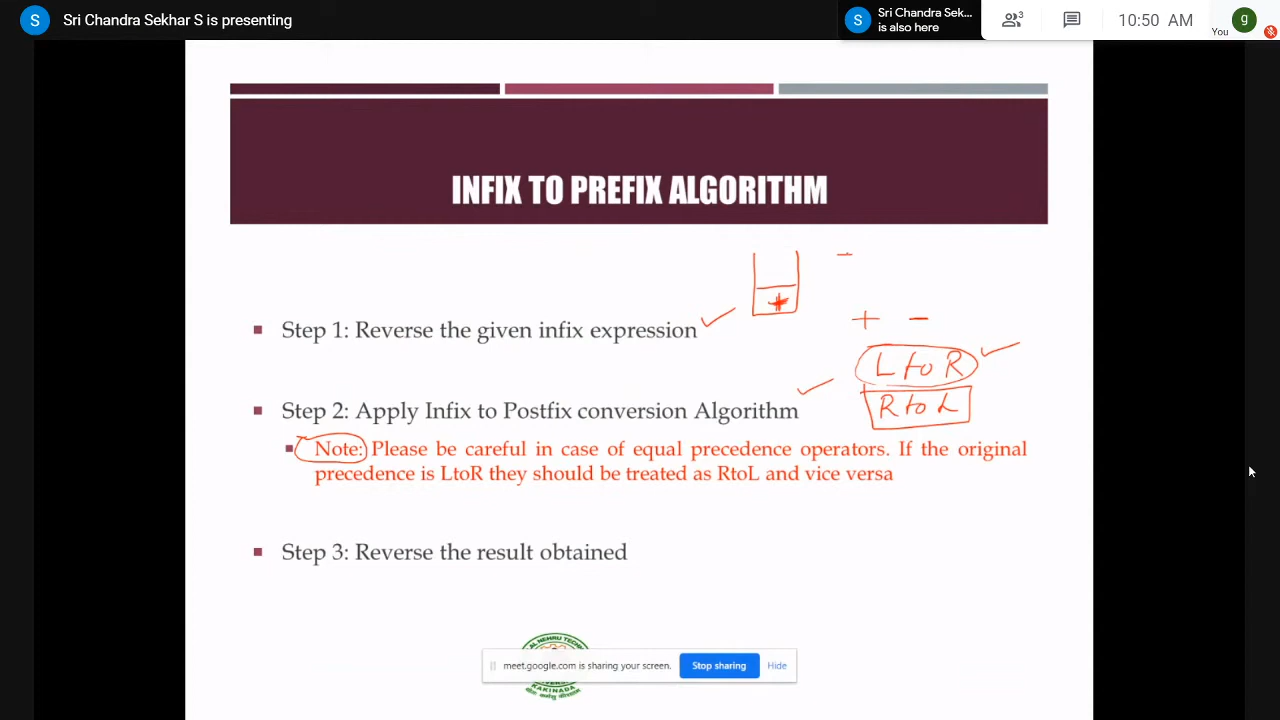 Sri Chandra Sekhar S is presenting
S
S
Sri Chandra Sek...
is also here
3
10:50 AM
You
g
INFIX TO PREFIX ALGORITHM
Step 1: Reverse the given infix expression
+ -
L to R
R to L
Step 2: Apply Infix to Postfix conversion Algorithm
Note: Please be careful in case of equal precedence operators. If the original
precedence is LtoR they should be treated as RtoL and vice versa
Step 3: Reverse the result obtained
meet.google.com is sharing your screen.
Stop sharing
Hide
KAKINADA